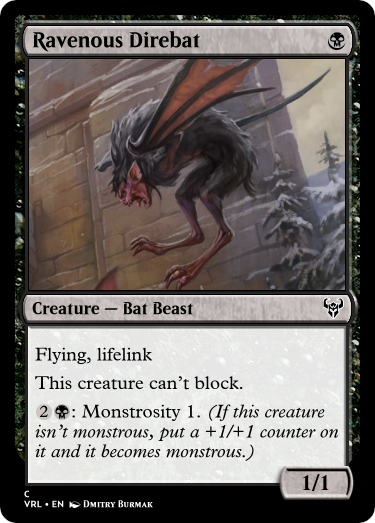 Ravenous Direbat
Creature — Bat Beast
Flying, lifelink
This creature can't block.
2 : Monstrosity 1. (If this creature
isn't monstrous, put a +1/+1 counter on
it and it becomes monstrous.)
1/1
C
VRL • EN Dmitry Burmak